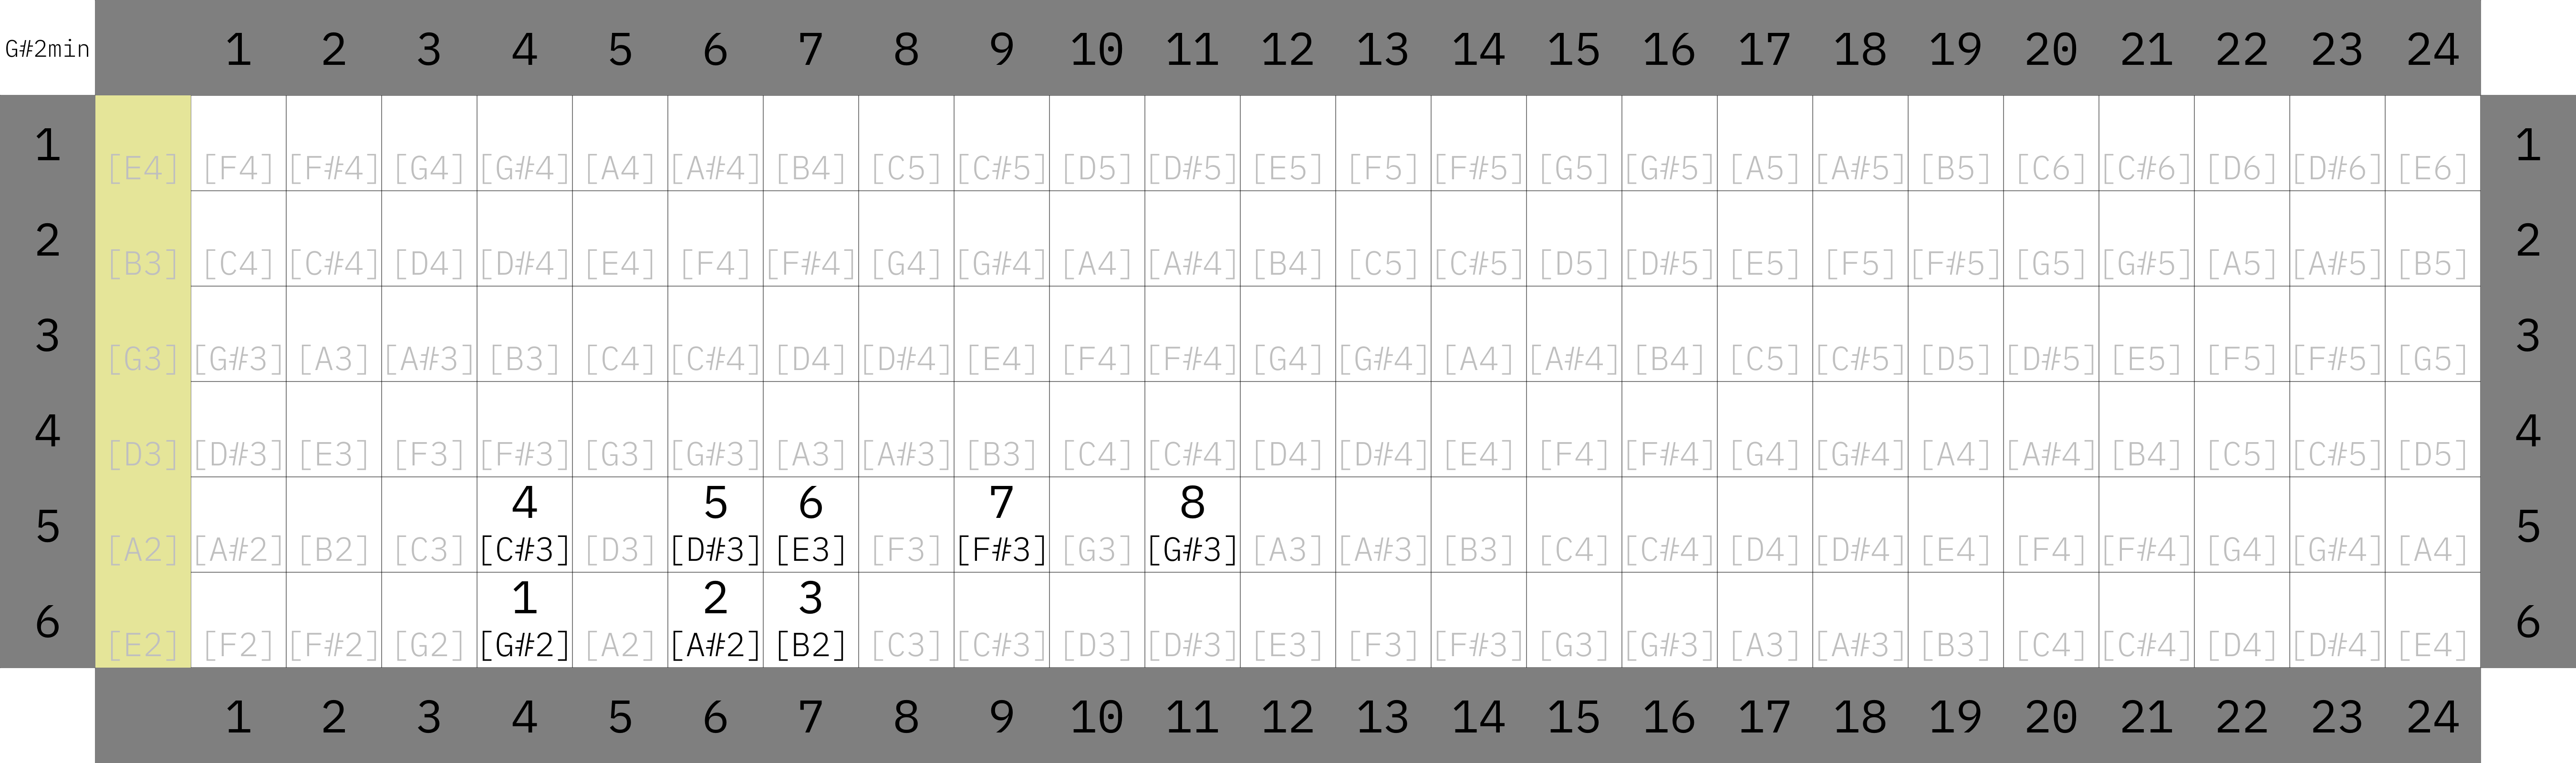 G#2min 1 2 3 4 5 6 7 8 9 10 11 12 13 14 15 16 17 18 19 20 21 22 23 24
1 [E4] [F4] [F#4] [G4] [G#4] [A4] [A#4] [B4] [C5] [C#5] [D5] [D#5] [E5] [F5] [F#5] [G5] [G#5] [A5] [A#5] [B5] [C6] [C#6] [D6] [D#6] [E6] 1
2 [B3] [C4] [C#4] [D4] [D#4] [E4] [F4] [F#4] [G4] [G#4] [A4] [A#4] [B4] [C5] [C#5] [D5] [D#5] [E5] [F5] [F#5] [G5] [G#5] [A5] [A#5] [B5] 2
3 [G3] [G#3] [A3] [A#3] [B3] [C4] [C#4] [D4] [D#4] [E4] [F4] [F#4] [G4] [G#4] [A4] [A#4] [B4] [C5] [C#5] [D5] [D#5] [E5] [F5] [F#5] [G5] 3
4 [D3] [D#3] [E3] [F3] [F#3] [G3] [G#3] [A3] [A#3] [B3] [C4] [C#4] [D4] [D#4] [E4] [F4] [F#4] [G4] [G#4] [A4] [A#4] [B4] [C5] [C#5] [D5] 4
4 5 6 7 8
5 [A2] [A#2] [B2] [C3] [C#3] [D3] [D#3] [E3] [F3] [F#3] [G3] [G#3] [A3] [A#3] [B3] [C4] [C#4] [D4] [D#4] [E4] [F4] [F#4] [G4] [G#4] [A4] 5
1 2 3
6 [E2] [F2] [F#2] [G2] [G#2] [A2] [A#2] [B2] [C3] [C#3] [D3] [D#3] [E3] [F3] [F#3] [G3] [G#3] [A3] [A#3] [B3] [C4] [C#4] [D4] [D#4] [E4] 6
1 2 3 4 5 6 7 8 9 10 11 12 13 14 15 16 17 18 19 20 21 22 23 24